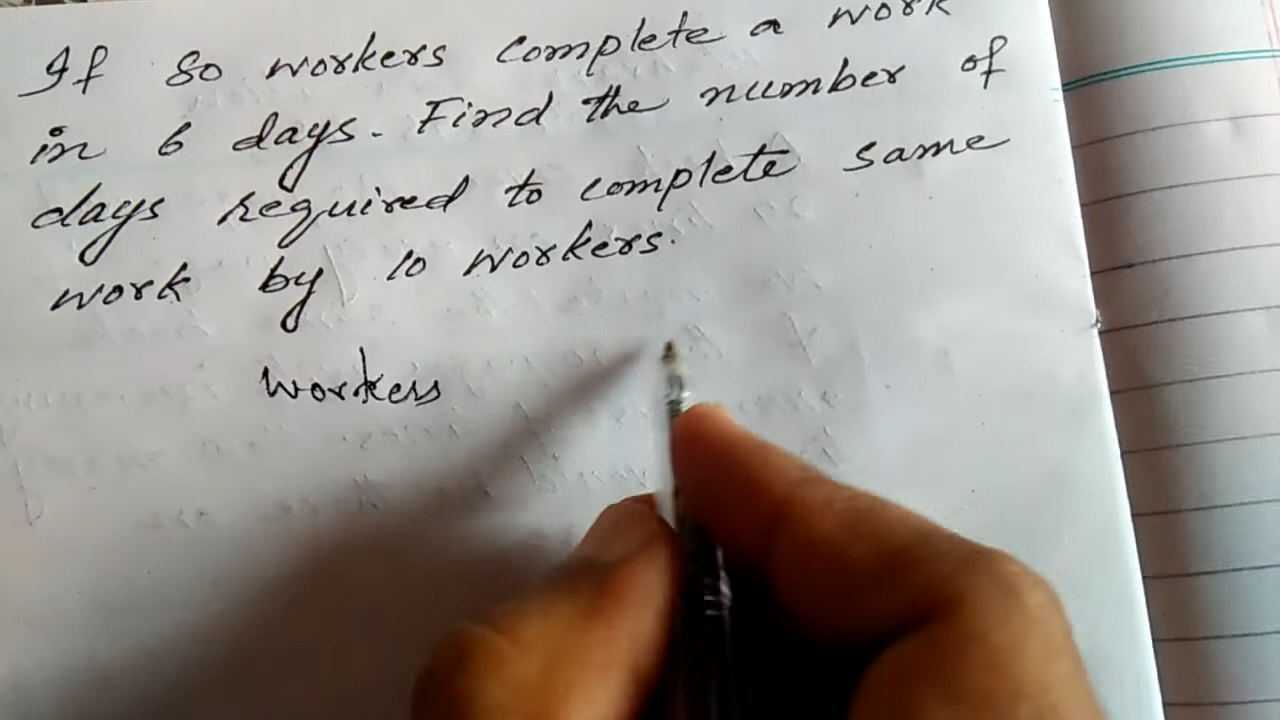 If 80 workers complete a work
in 6 days. Find the number of
days required to complete same
work by 10 workers.
Workers